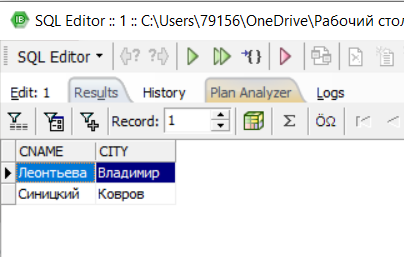 SQL Editor :: 1 :: C:\Users\79156\OneDrive\Рабочий стол
SQL Editor
Edit: 1 Results History Plan Analyzer Logs
Record: 1 Σ ÖΩ
CNAME CITY
Леонтьева Владимир
Синицкий Ковров